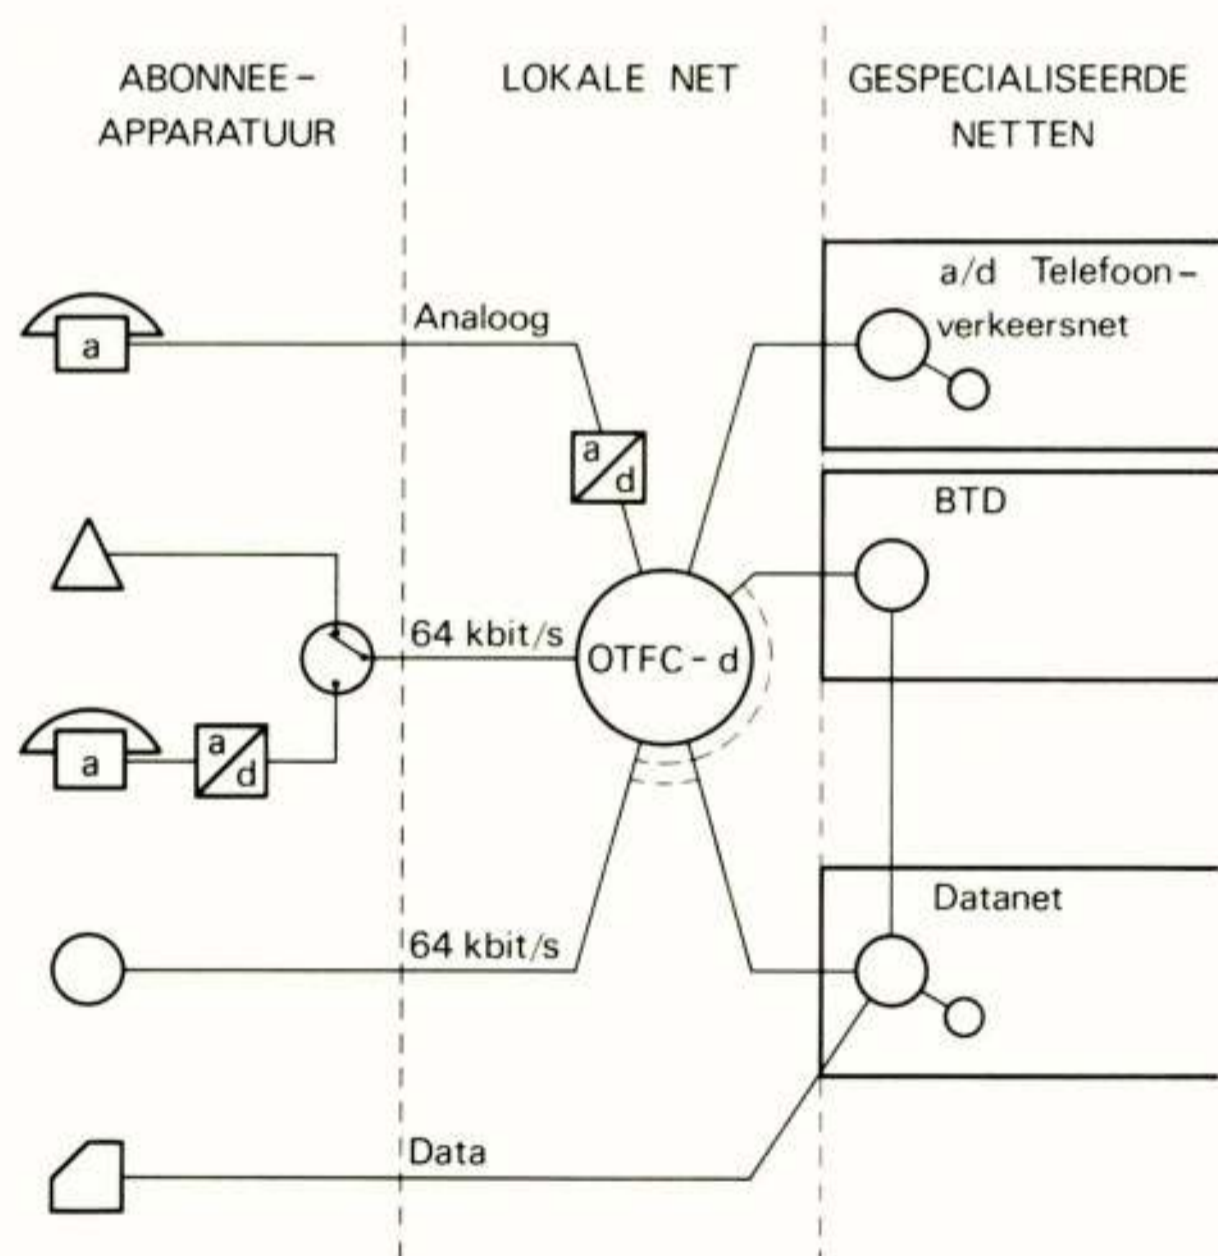 ABONNEE-
APPARATUUR
LOKALE NET
GESPECIALISEERDE
NETTEN
a/d Telefoon-
verkeersnet
Analoog
a
a
d
BTD
64 kbit/s
OTFC-d
a
a
d
Datanet
64 kbit/s
Data